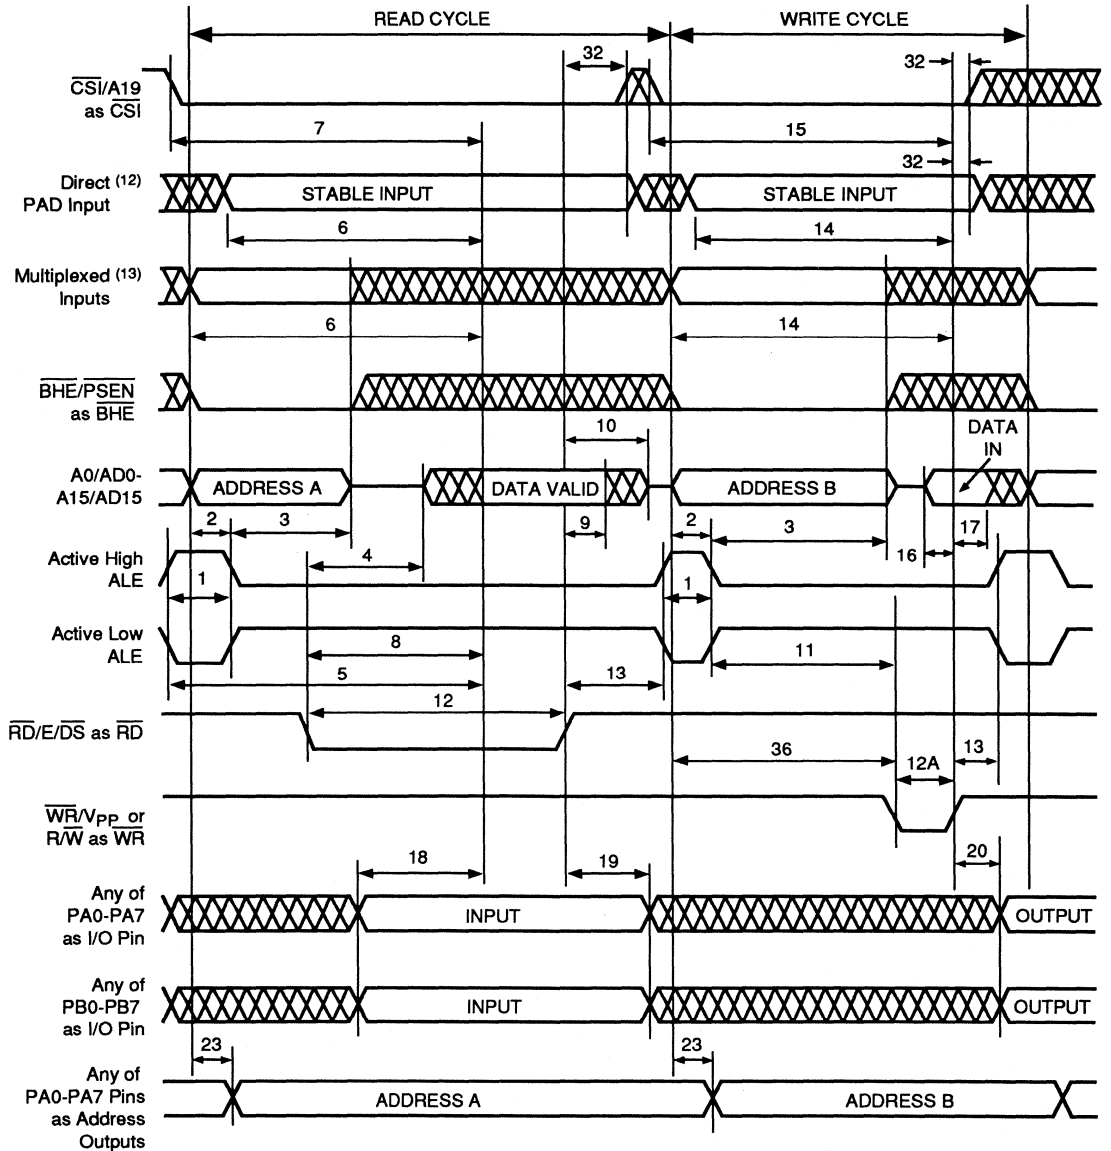 READ CYCLE
WRITE CYCLE
32
32
CSI/A19
as CSI
7
15
32
Direct (12)
PAD Input
STABLE INPUT
STABLE INPUT
6
14
Multiplexed (13)
Inputs
6
14
BHE/PSEN
as BHE
10
DATA
IN
A0/AD0-
A15/AD15
ADDRESS A
DATA VALID
ADDRESS B
2
3
9
2
3
17
Active High
ALE
1
4
1
16
Active Low
ALE
8
11
5
13
RD/E/DS as RD
12
36
12A
13
WR/VPP or
R/W as WR
18
19
20
Any of
PA0-PA7
as I/O Pin
INPUT
OUTPUT
Any of
PB0-PB7
as I/O Pin
INPUT
OUTPUT
23
23
Any of
PA0-PA7 Pins
as Address
Outputs
ADDRESS A
ADDRESS B